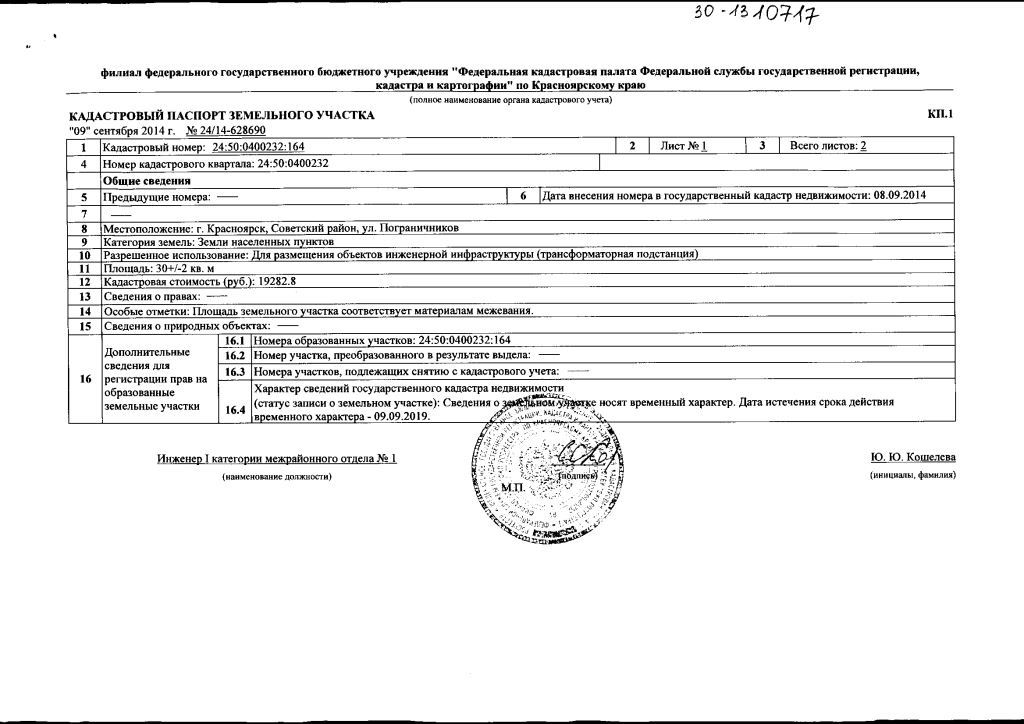 30-1310717
филиал федерального государственного бюджетного учреждения "Федеральная кадастровая палата Федеральной службы государственной регистрации,
кадастра и картографии" по Красноярскому краю
(полное наименование органа кадастрового учета)
КАДАСТРОВЫЙ ПАСПОРТ ЗЕМЕЛЬНОГО УЧАСТКА КП.1
"09" сентября 2014 г. № 24/14-628690
1 Кадастровый номер: 24:50:0400232:164 2 Лист № 1 3 Всего листов: 2
4 Номер кадастрового квартала: 24:50:0400232
Общие сведения
5 Предыдущие номера: —— 6 Дата внесения номера в государственный кадастр недвижимости: 08.09.2014
7 ——
8 Местоположение: г. Красноярск, Советский район, ул. Пограничников
9 Категория земель: Земли населенных пунктов
10 Разрешенное использование: Для размещения объектов инженерной инфраструктуры (трансформаторная подстанция)
11 Площадь: 30+/-2 кв. м
12 Кадастровая стоимость (руб.): 19282.8
13 Сведения о правах: ——
14 Особые отметки: Площадь земельного участка соответствует материалам межевания.
15 Сведения о природных объектах: ——
16 Дополнительные
сведения для
регистрации прав на
образованные
земельные участки
16.1 Номера образованных участков: 24:50:0400232:164
16.2 Номер участка, преобразованного в результате выдела: ——
16.3 Номера участков, подлежащих снятию с кадастрового учета: ——
16.4 Характер сведений государственного кадастра недвижимости
(статус записи о земельном участке): Сведения о земельном участке носят временный характер. Дата истечения срока действия
временного характера - 09.09.2019.
Инженер I категории межрайонного отдела № 1 Ю. Ю. Кошелева
(наименование должности) (подпись) (инициалы, фамилия)
М.П.